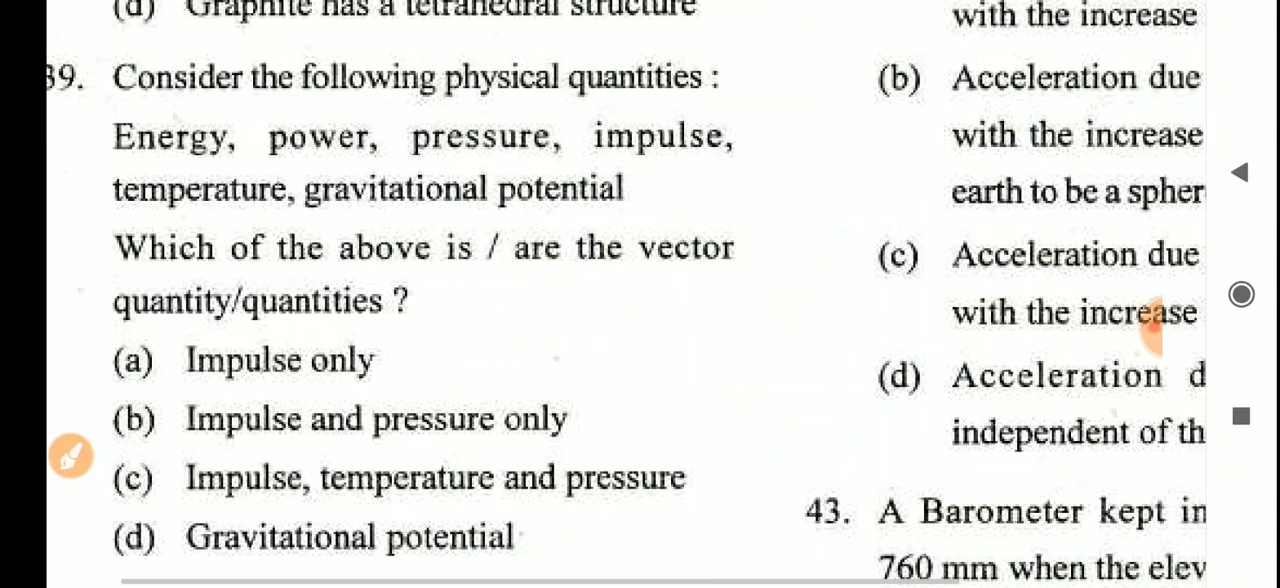 (d) Graphite has a tetrahedral structure
39. Consider the following physical quantities :
Energy, power, pressure, impulse,
temperature, gravitational potential
Which of the above is / are the vector
quantity/quantities ?
(a) Impulse only
(b) Impulse and pressure only
(c) Impulse, temperature and pressure
(d) Gravitational potential
with the increase
(b) Acceleration due
with the increase
earth to be a spher
(c) Acceleration due
with the increase
(d) Acceleration d
independent of th
43. A Barometer kept in
760 mm when the elev